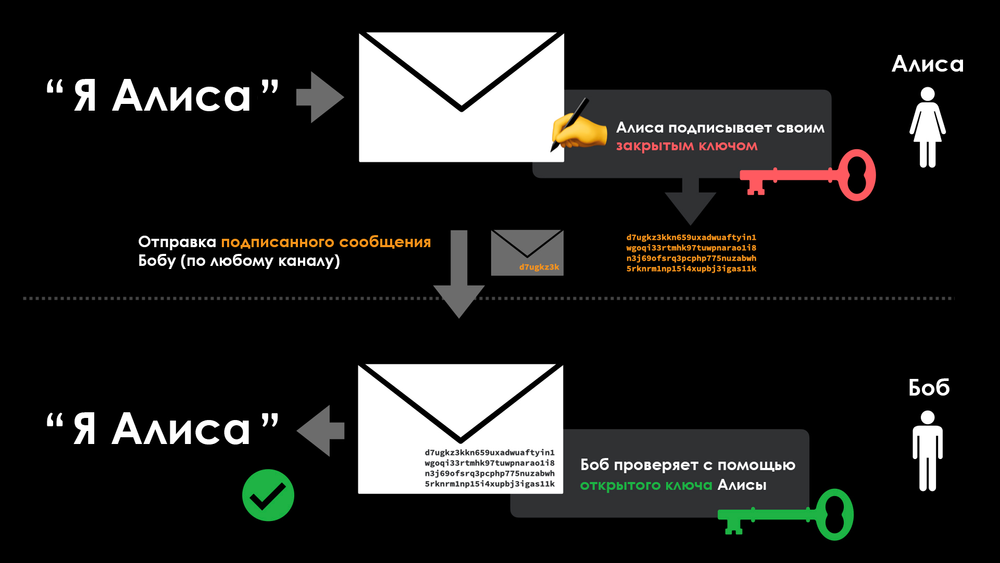 Алиса
“ Я Алиса ”
Алиса подписывает своим
закрытым ключом
Отправка подписанного сообщения
Бобу (по любому каналу)
d7ugkz3k
d7ugkz3kkn659uxadwuaftyin1
wgoqi33rtmhk97tuwpnarao1i8
n3j69ofsrq3pcphp775nuzabwh
5rknrm1np15i4xupbj3igas11k
Боб
“ Я Алиса ”
d7ugkz3kkn659uxadwuaftyin1
wgoqi33rtmhk97tuwpnarao1i8
n3j69ofsrq3pcphp775nuzabwh
5rknrm1np15i4xupbj3igas11k
Боб проверяет с помощью
открытого ключа Алисы